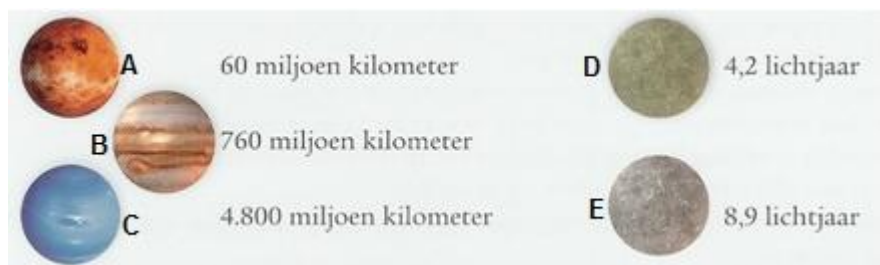 A 60 miljoen kilometer
B 760 miljoen kilometer
C 4.800 miljoen kilometer
D 4,2 lichtjaar
E 8,9 lichtjaar